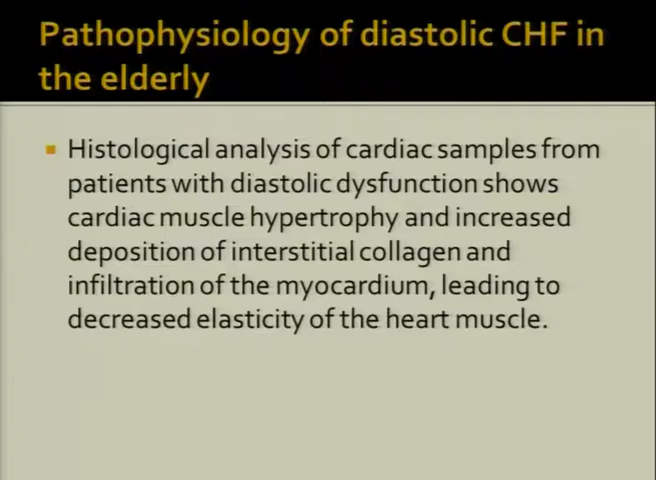 Pathophysiology of diastolic CHF in
the elderly
Histological analysis of cardiac samples from
patients with diastolic dysfunction shows
cardiac muscle hypertrophy and increased
deposition of interstitial collagen and
infiltration of the myocardium, leading to
decreased elasticity of the heart muscle.